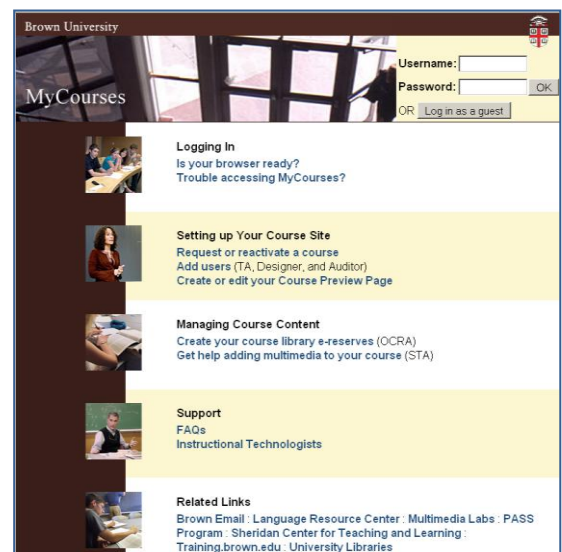 Brown University
MyCourses
Username:
Password:
OK
OR Log in as a guest
Logging In
Is your browser ready?
Trouble accessing MyCourses?
Setting up Your Course Site
Request or reactivate a course
Add users (TA, Designer, and Auditor)
Create or edit your Course Preview Page
Managing Course Content
Create your course library e-reserves (OCRA)
Get help adding multimedia to your course (STA)
Support
FAQs
Instructional Technologists
Related Links
Brown Email : Language Resource Center : Multimedia Labs : PASS
Program : Sheridan Center for Teaching and Learning :
Training.brown.edu : University Libraries